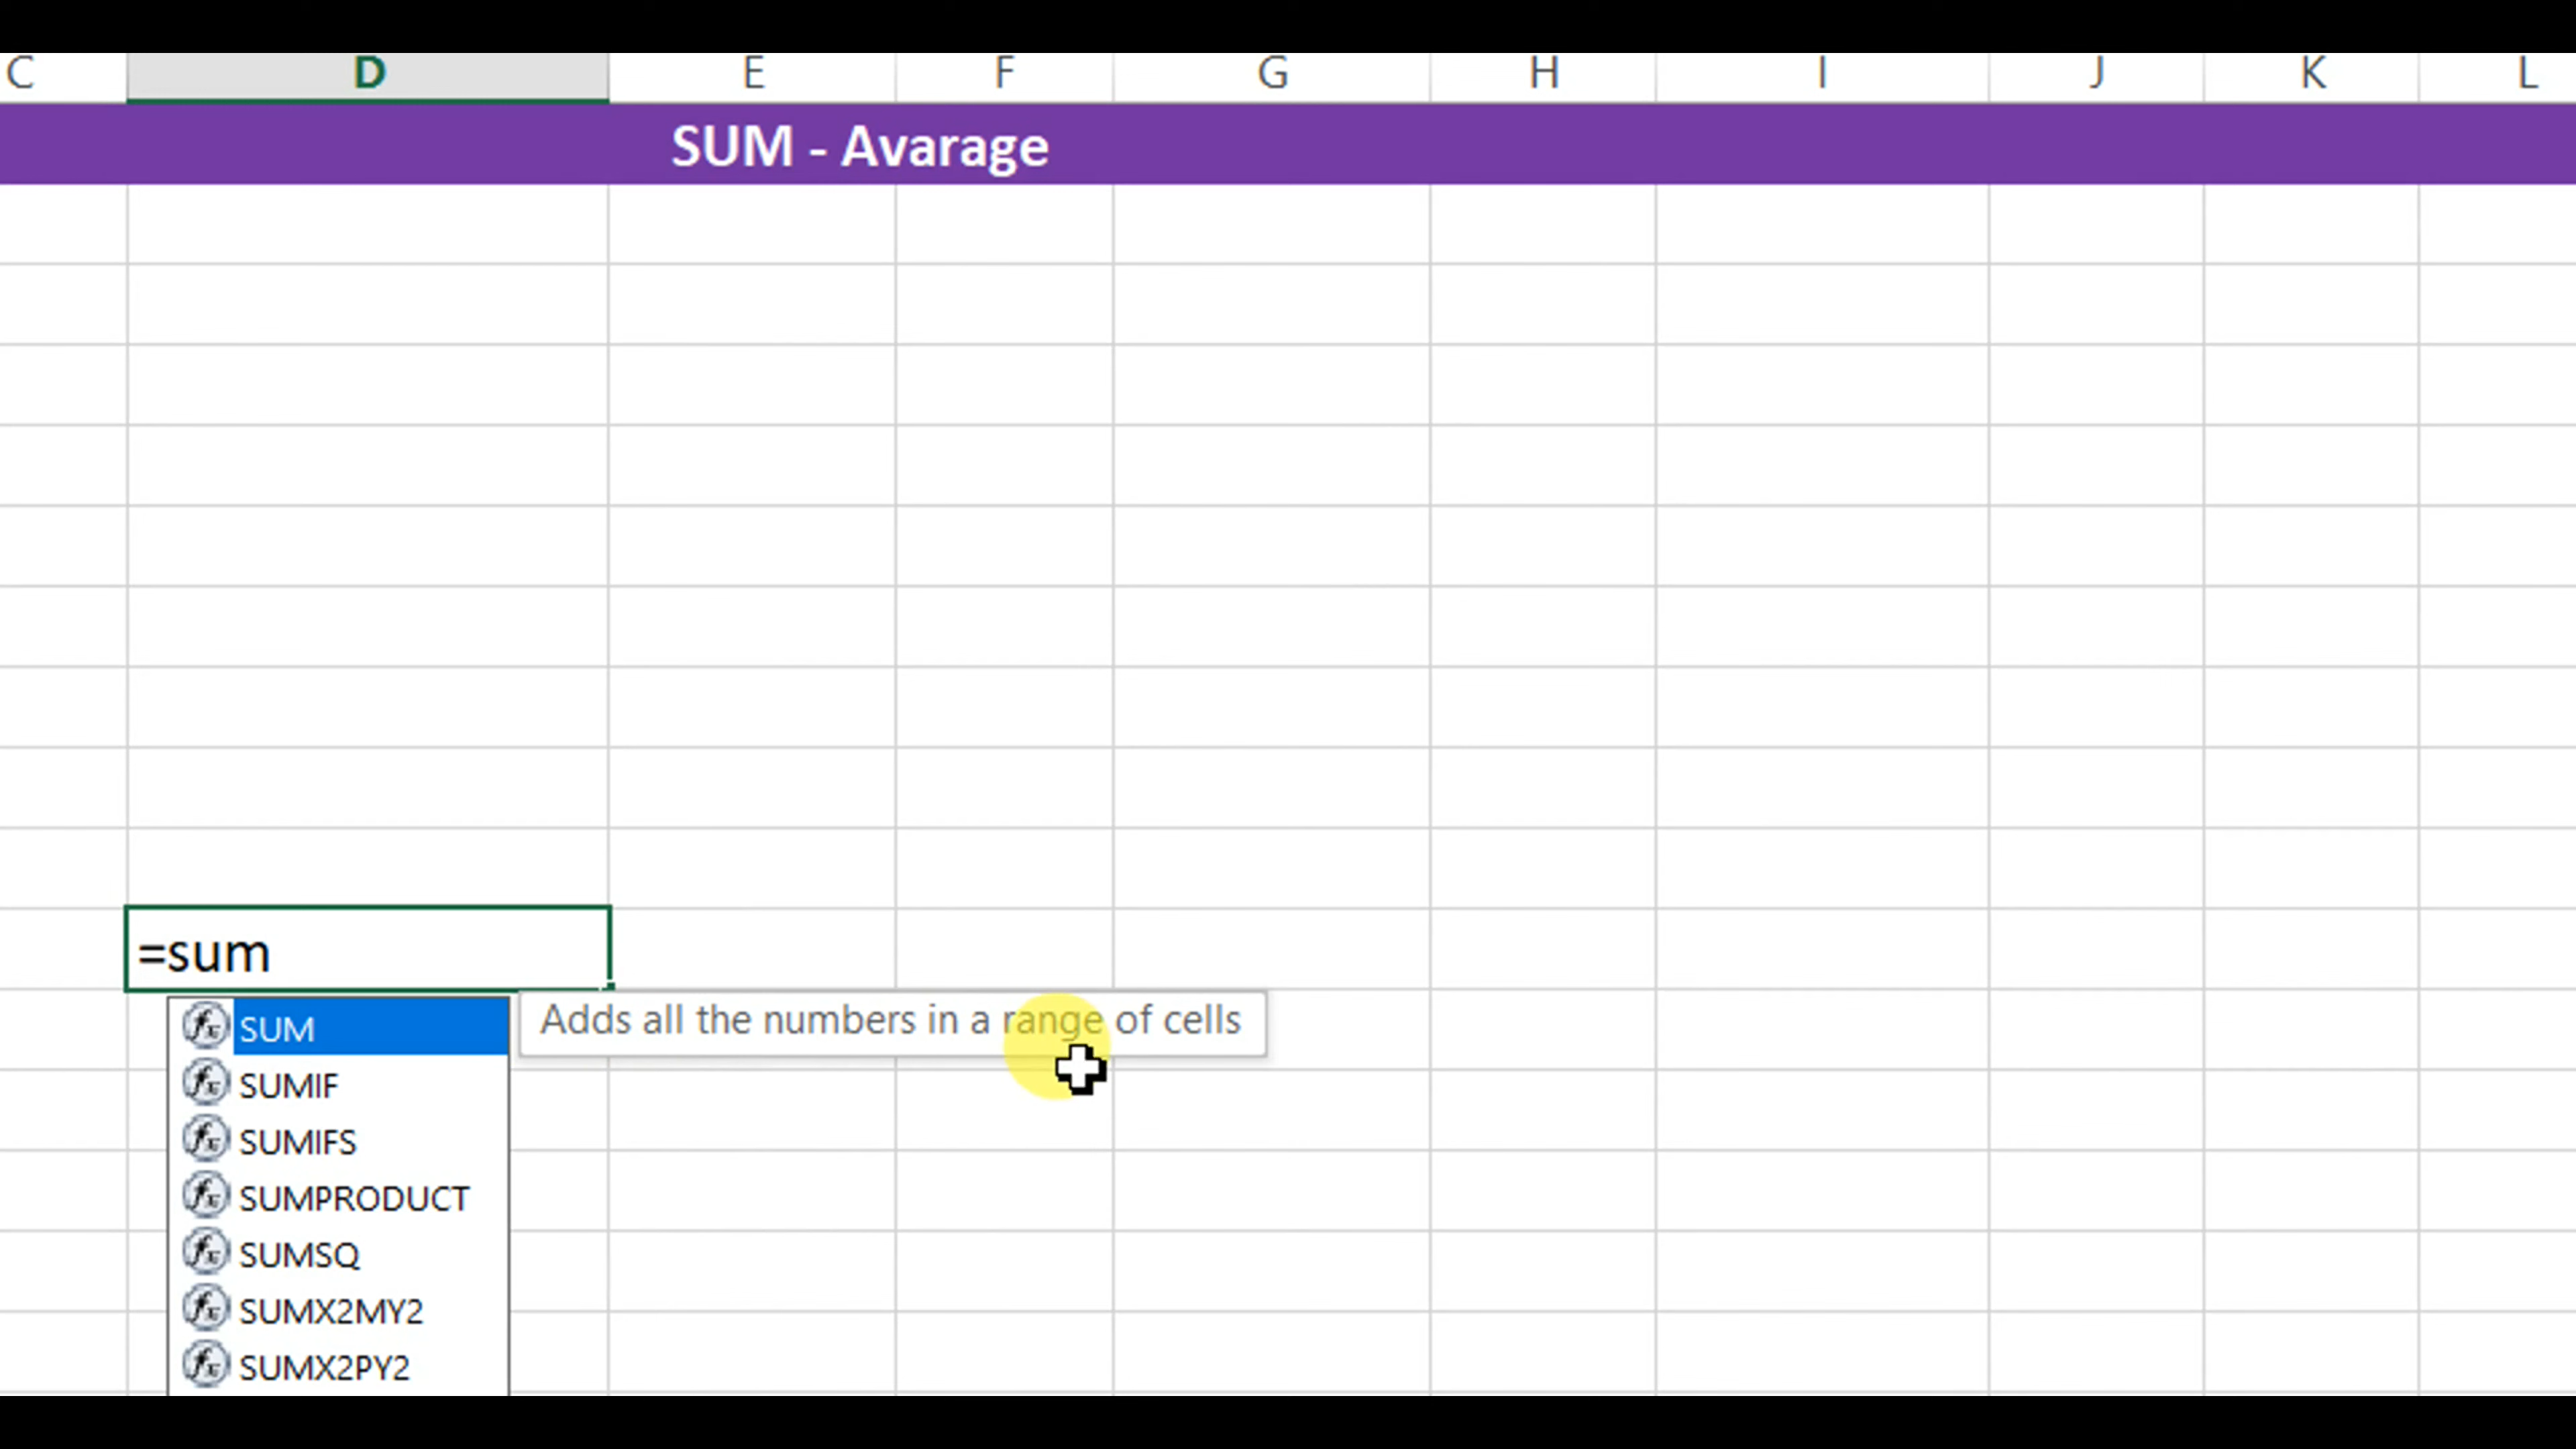 C D E F G H I J K L
SUM - Avarage
=sum
SUM
Adds all the numbers in a range of cells
SUMIF
SUMIFS
SUMPRODUCT
SUMSQ
SUMX2MY2
SUMX2PY2